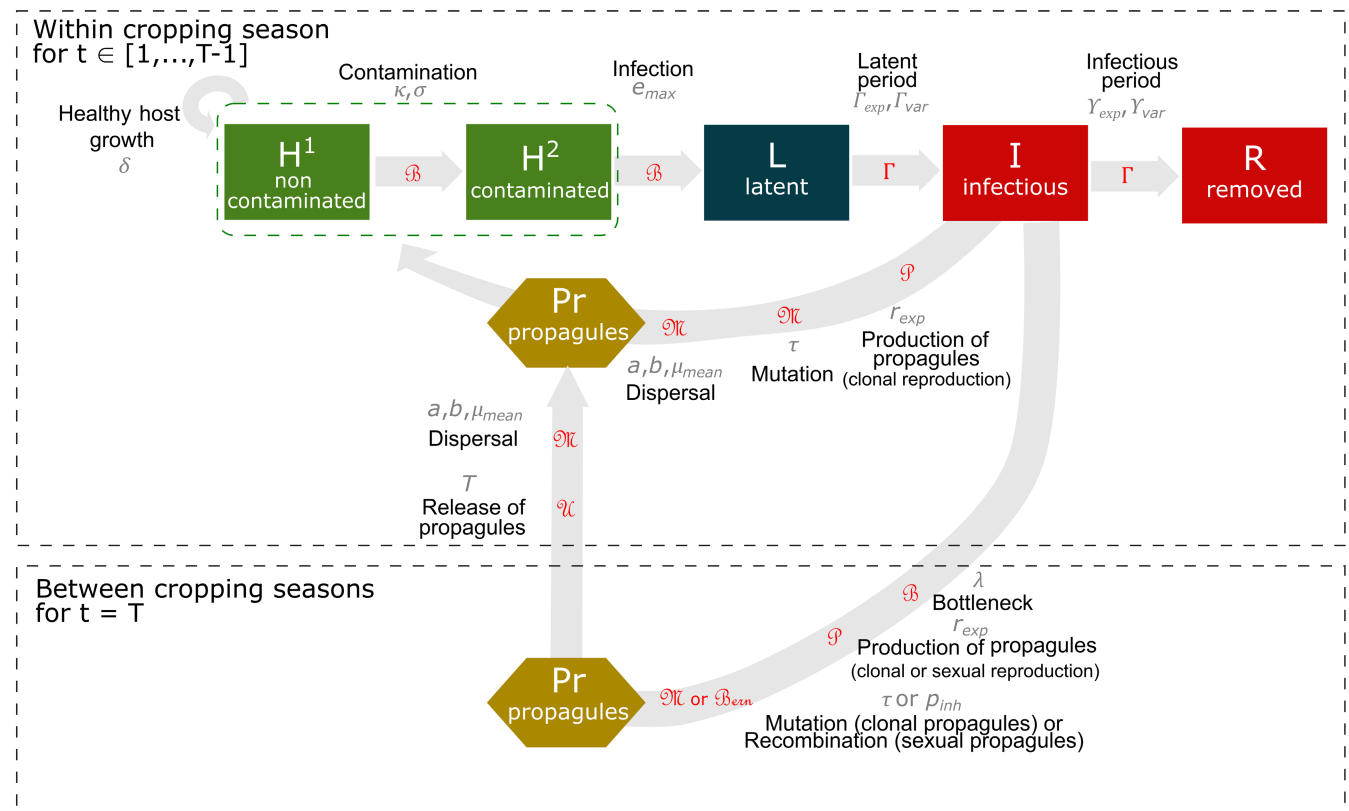 Within cropping season
for t ∈ [1,...,T-1]
Healthy host
growth
δ
Contamination
κ,σ
Infection
e_max
Latent
period
Γ_exp,Γ_var
Infectious
period
ϒ_exp,ϒ_var
H¹
non
contaminated
ℬ
H²
contaminated
ℬ
L
latent
Γ
I
infectious
Γ
R
removed
Pr
propagules
ℳ
a,b,μ_mean
Dispersal
ℳ
τ
Mutation
𝒫
r_exp
Production of
propagules
(clonal reproduction)
a,b,μ_mean
Dispersal
ℳ
T
Release of
propagules
𝒰
Between cropping seasons
for t = T
Pr
propagules
ℬ
λ
Bottleneck
𝒫
r_exp
Production of propagules
(clonal or sexual reproduction)
ℳ or ℬern
τ or p_inh
Mutation (clonal propagules) or
Recombination (sexual propagules)